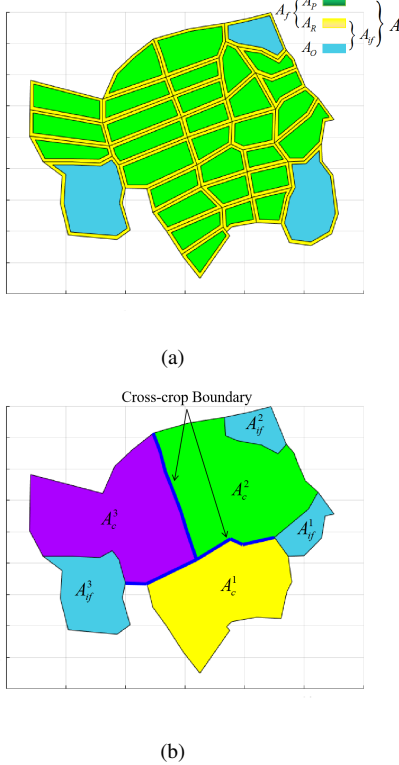 A_f { A_P
A_R } A_if } A
A_O
(a)
Cross-crop Boundary
A_if^2
A_c^2
A_c^3
A_if^1
A_c^1
A_if^3
(b)